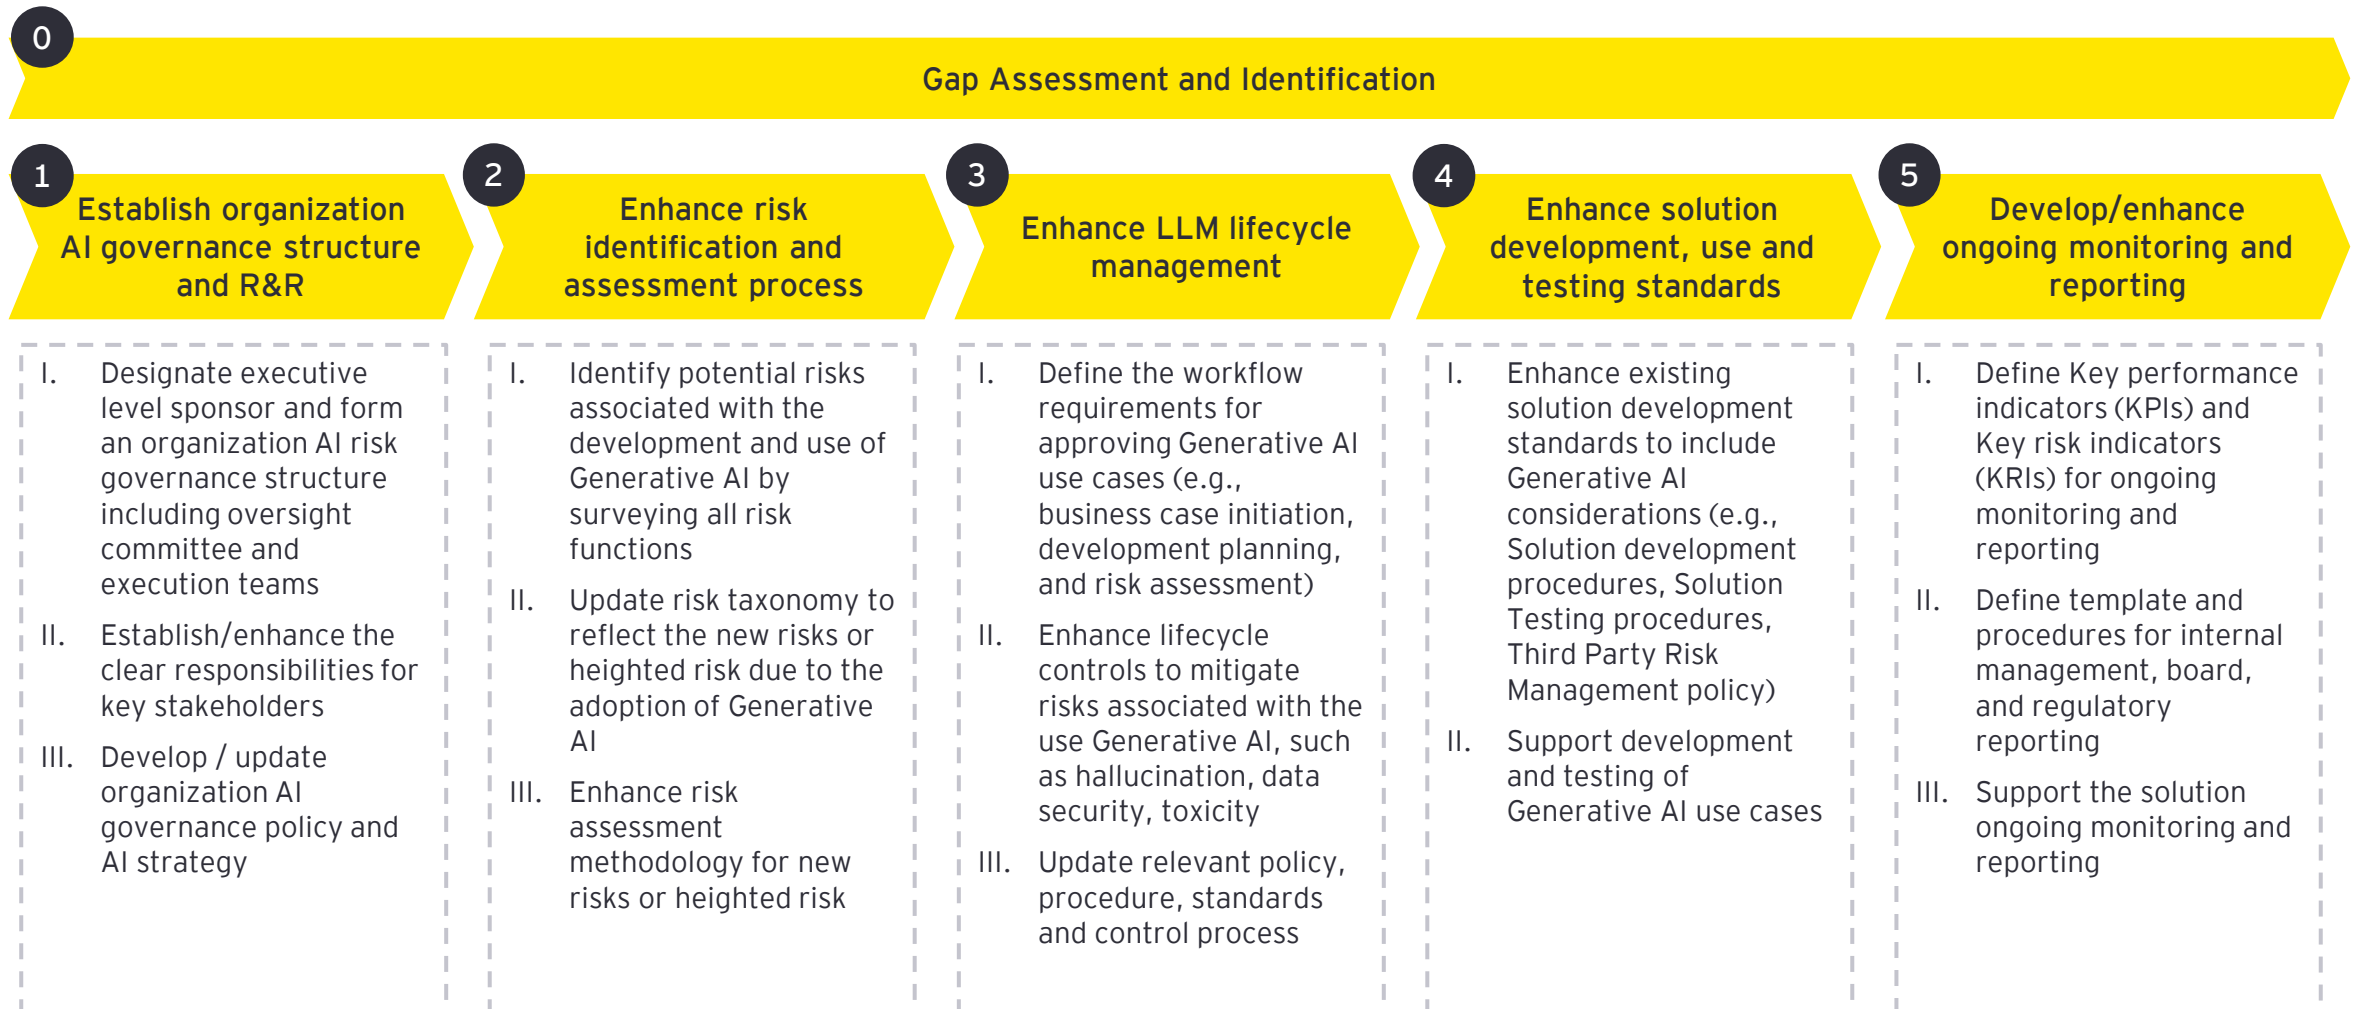 0
Gap Assessment and Identification
1
Establish organization
AI governance structure
and R&R
I. Designate executive
level sponsor and form
an organization AI risk
governance structure
including oversight
committee and
execution teams
II. Establish/enhance the
clear responsibilities for
key stakeholders
III. Develop / update
organization AI
governance policy and
AI strategy
2
Enhance risk
identification and
assessment process
I. Identify potential risks
associated with the
development and use of
Generative AI by
surveying all risk
functions
II. Update risk taxonomy to
reflect the new risks or
heighted risk due to the
adoption of Generative
AI
III. Enhance risk
assessment
methodology for new
risks or heighted risk
3
Enhance LLM lifecycle
management
I. Define the workflow
requirements for
approving Generative AI
use cases (e.g.,
business case initiation,
development planning,
and risk assessment)
II. Enhance lifecycle
controls to mitigate
risks associated with the
use Generative AI, such
as hallucination, data
security, toxicity
III. Update relevant policy,
procedure, standards
and control process
4
Enhance solution
development, use and
testing standards
I. Enhance existing
solution development
standards to include
Generative AI
considerations (e.g.,
Solution development
procedures, Solution
Testing procedures,
Third Party Risk
Management policy)
II. Support development
and testing of
Generative AI use cases
5
Develop/enhance
ongoing monitoring and
reporting
I. Define Key performance
indicators (KPIs) and
Key risk indicators
(KRIs) for ongoing
monitoring and
reporting
II. Define template and
procedures for internal
management, board,
and regulatory
reporting
III. Support the solution
ongoing monitoring and
reporting